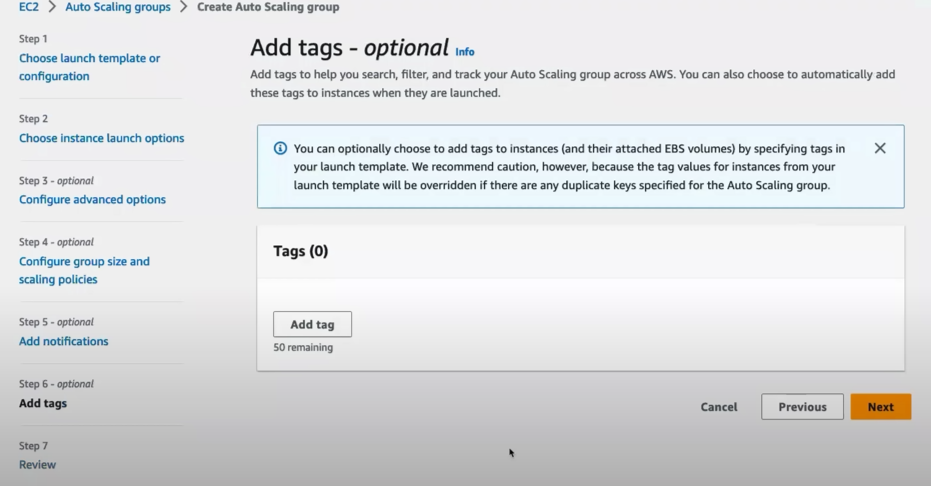 EC2 > Auto Scaling groups > Create Auto Scaling group
Step 1
Choose launch template or
configuration
Step 2
Choose instance launch options
Step 3 - optional
Configure advanced options
Step 4 - optional
Configure group size and
scaling policies
Step 5 - optional
Add notifications
Step 6 - optional
Add tags
Step 7
Review
Add tags - optional Info
Add tags to help you search, filter, and track your Auto Scaling group across AWS. You can also choose to automatically add
these tags to instances when they are launched.
You can optionally choose to add tags to instances (and their attached EBS volumes) by specifying tags in
your launch template. We recommend caution, however, because the tag values for instances from your
launch template will be overridden if there are any duplicate keys specified for the Auto Scaling group.
Tags (0)
Add tag
50 remaining
Cancel Previous Next